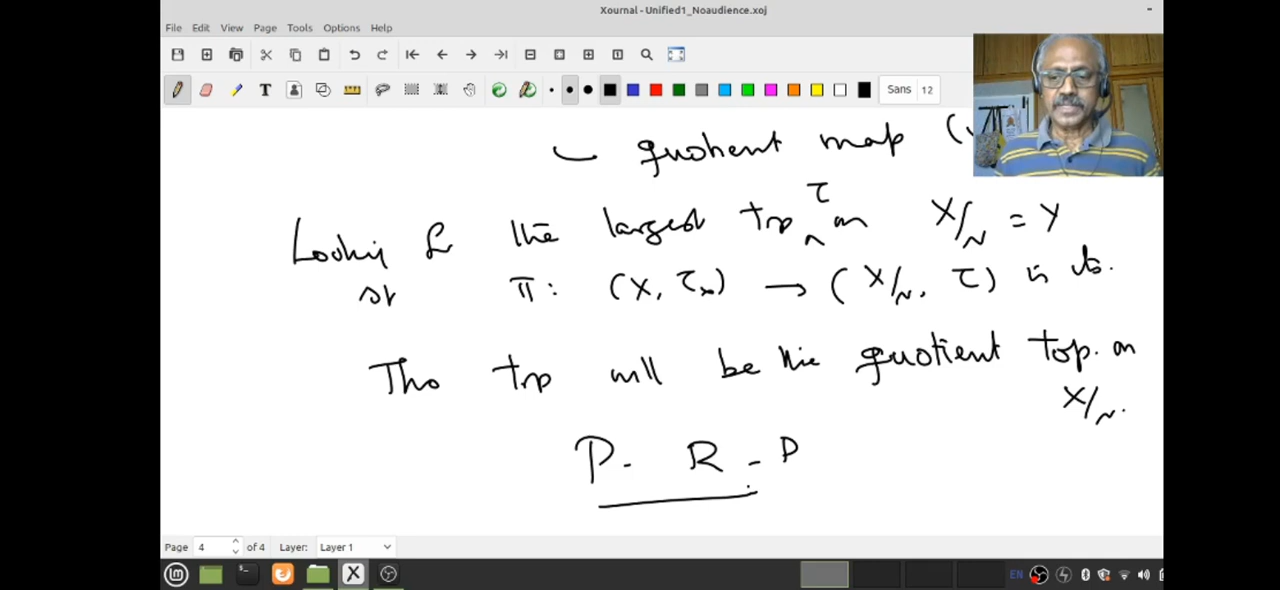 Xournal - Unified1_Noaudience.xoj
File Edit View Page Tools Options Help
Sans 12
quotient map (
Looking for the largest top τ on X/~ = Y
st π: (X, τ_X) → (X/~, τ) is cts.
This top will be the quotient top. on
X/~.
P. R - P
Page 4 of 4 Layer: Layer 1
EN